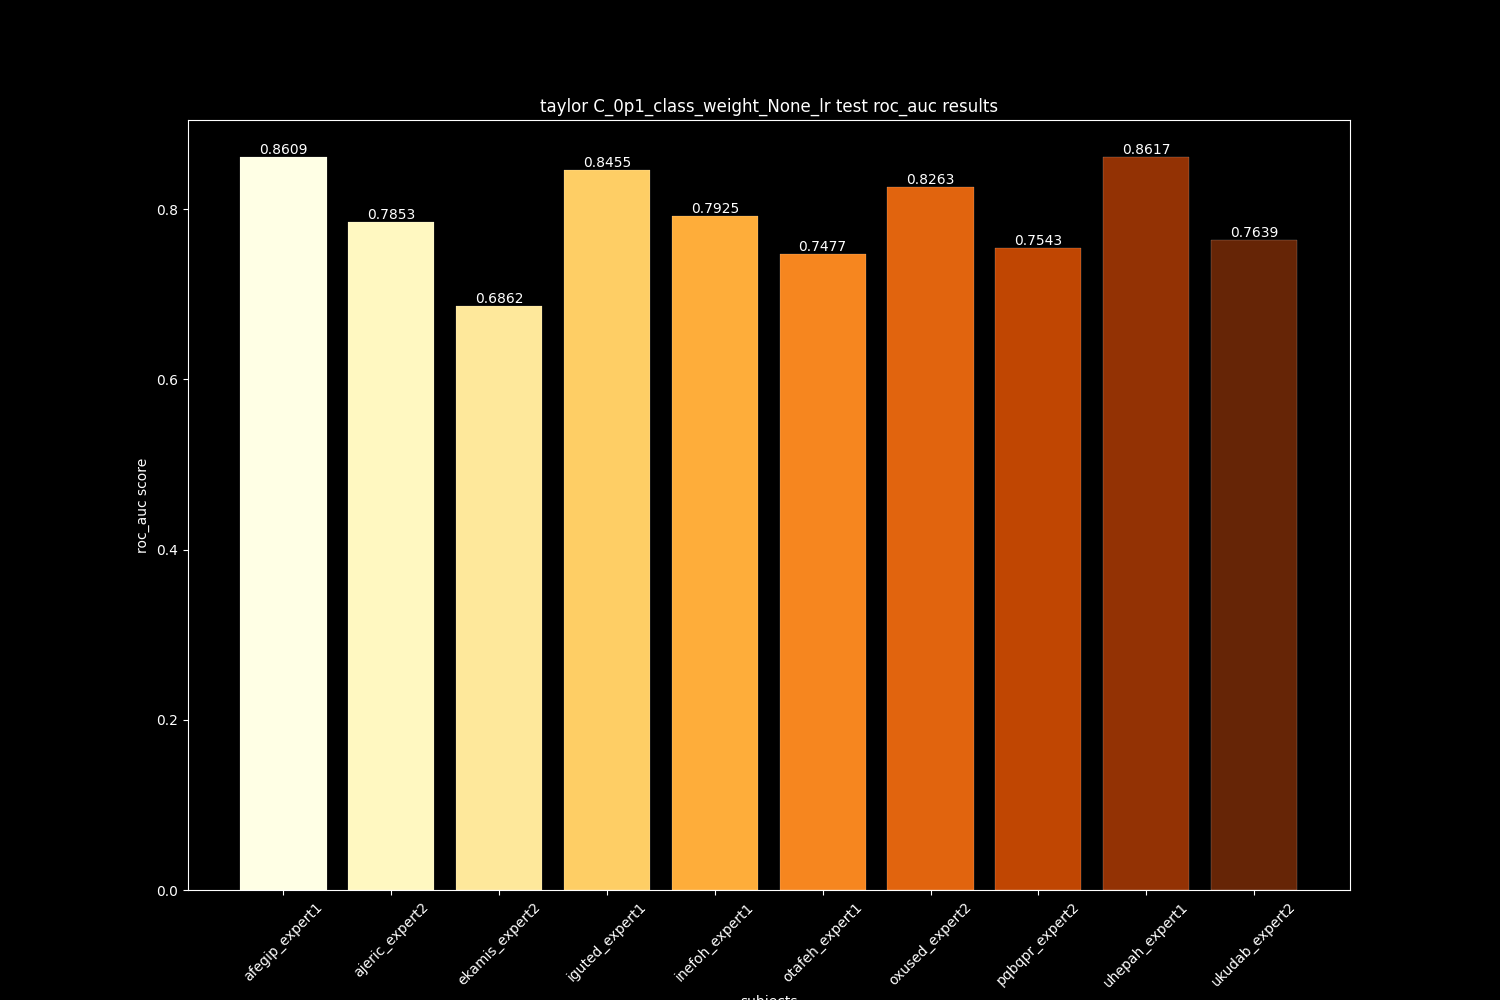 taylor C_0p1_class_weight_None_lr test roc_auc results
0.8609
0.7853
0.6862
0.8455
0.7925
0.7477
0.8263
0.7543
0.8617
0.7639
0.8
0.6
0.4
0.2
0.0
roc_auc score
afegip_expert1
ajeric_expert2
ekamis_expert2
iguted_expert1
inefoh_expert1
otafeh_expert1
oxused_expert2
pqbqpr_expert2
uhepah_expert1
ukudab_expert2
subjects